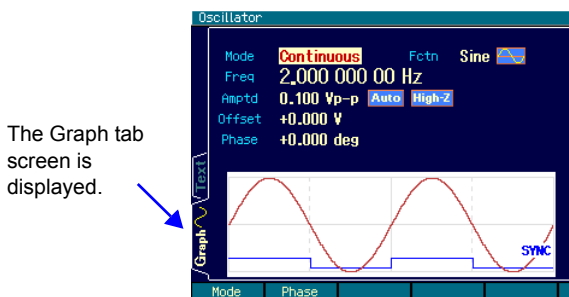 Oscillator
Mode Continuous Fctn Sine
Freq 2,000 000 00 Hz
Amptd 0.100 Vp-p Auto High-Z
Offset +0.000 V
Phase +0.000 deg
The Graph tab
screen is
displayed.
Text
Graph
SYNC
Mode Phase